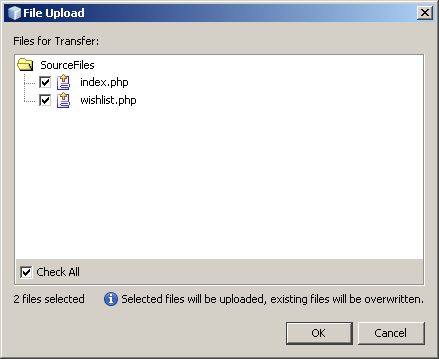 File Upload
Files for Transfer:
SourceFiles
index.php
wishlist.php
Check All
2 files selected
Selected files will be uploaded, existing files will be overwritten.
OK
Cancel